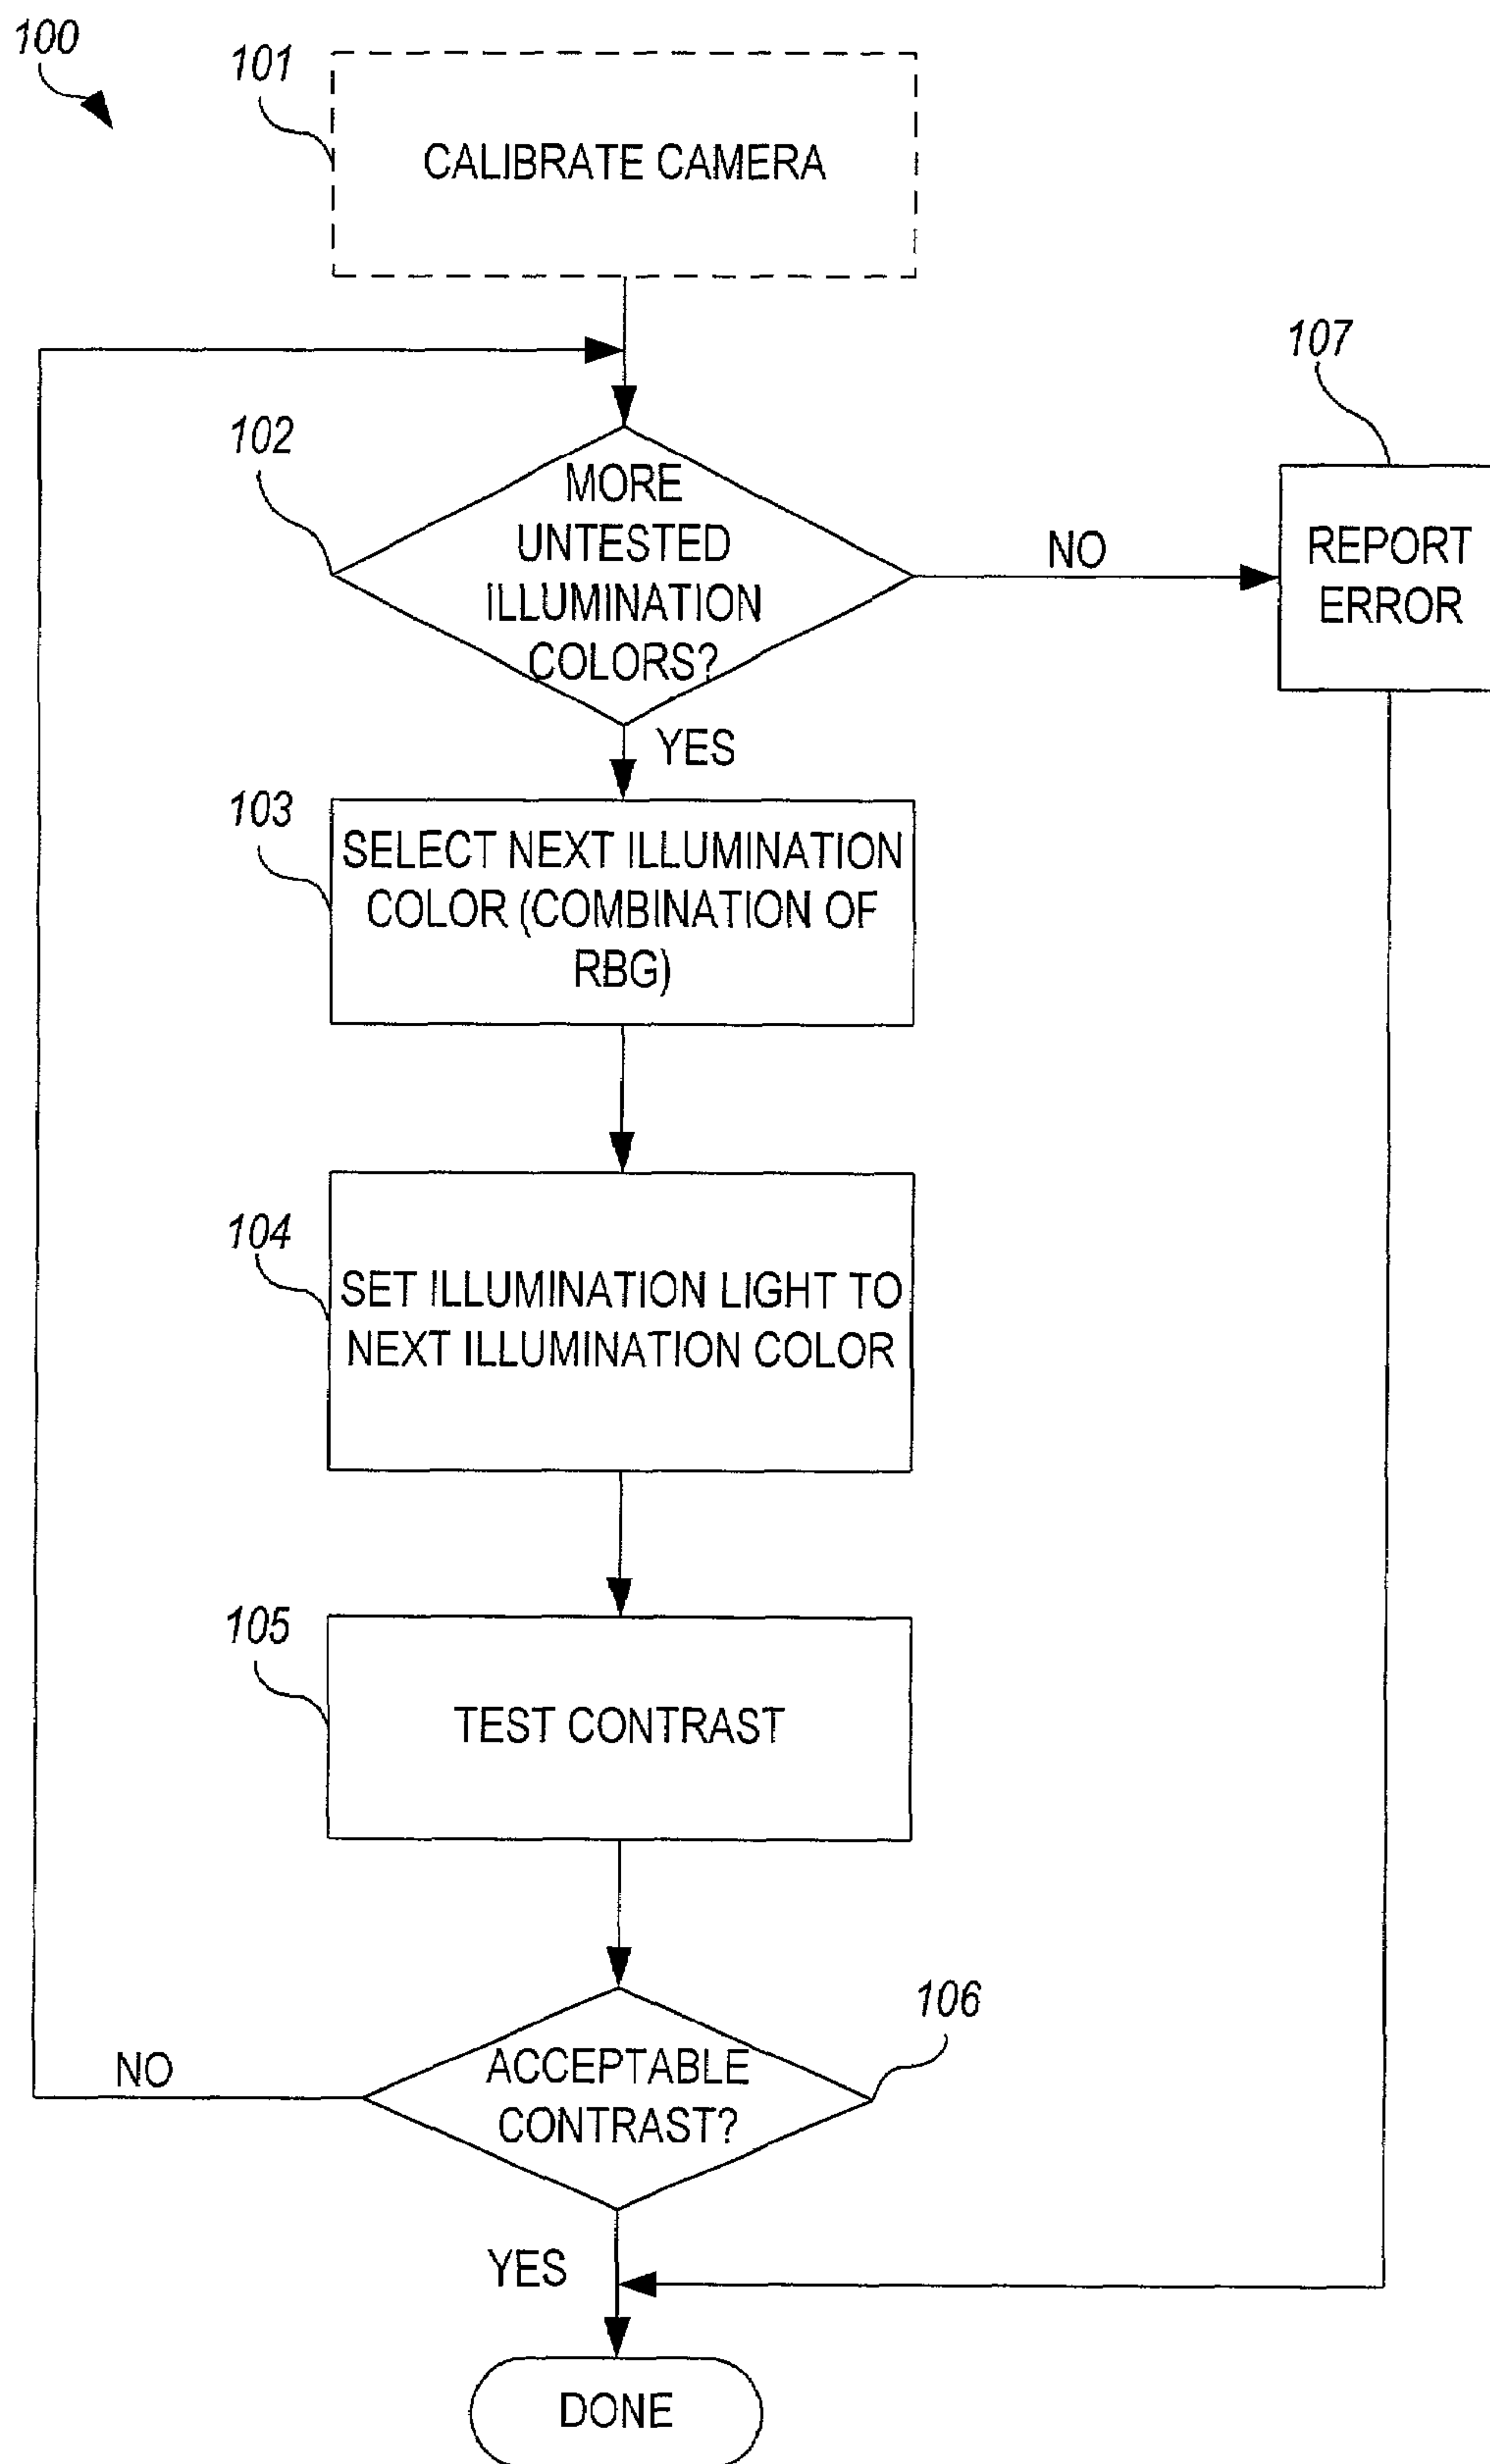 100
101
CALIBRATE CAMERA
107
102
MORE
UNTESTED
ILLUMINATION
COLORS?
NO
REPORT
ERROR
YES
103
SELECT NEXT ILLUMINATION
COLOR (COMBINATION OF
RBG)
104
SET ILLUMINATION LIGHT TO
NEXT ILLUMINATION COLOR
105
TEST CONTRAST
106
NO
ACCEPTABLE
CONTRAST?
YES
DONE